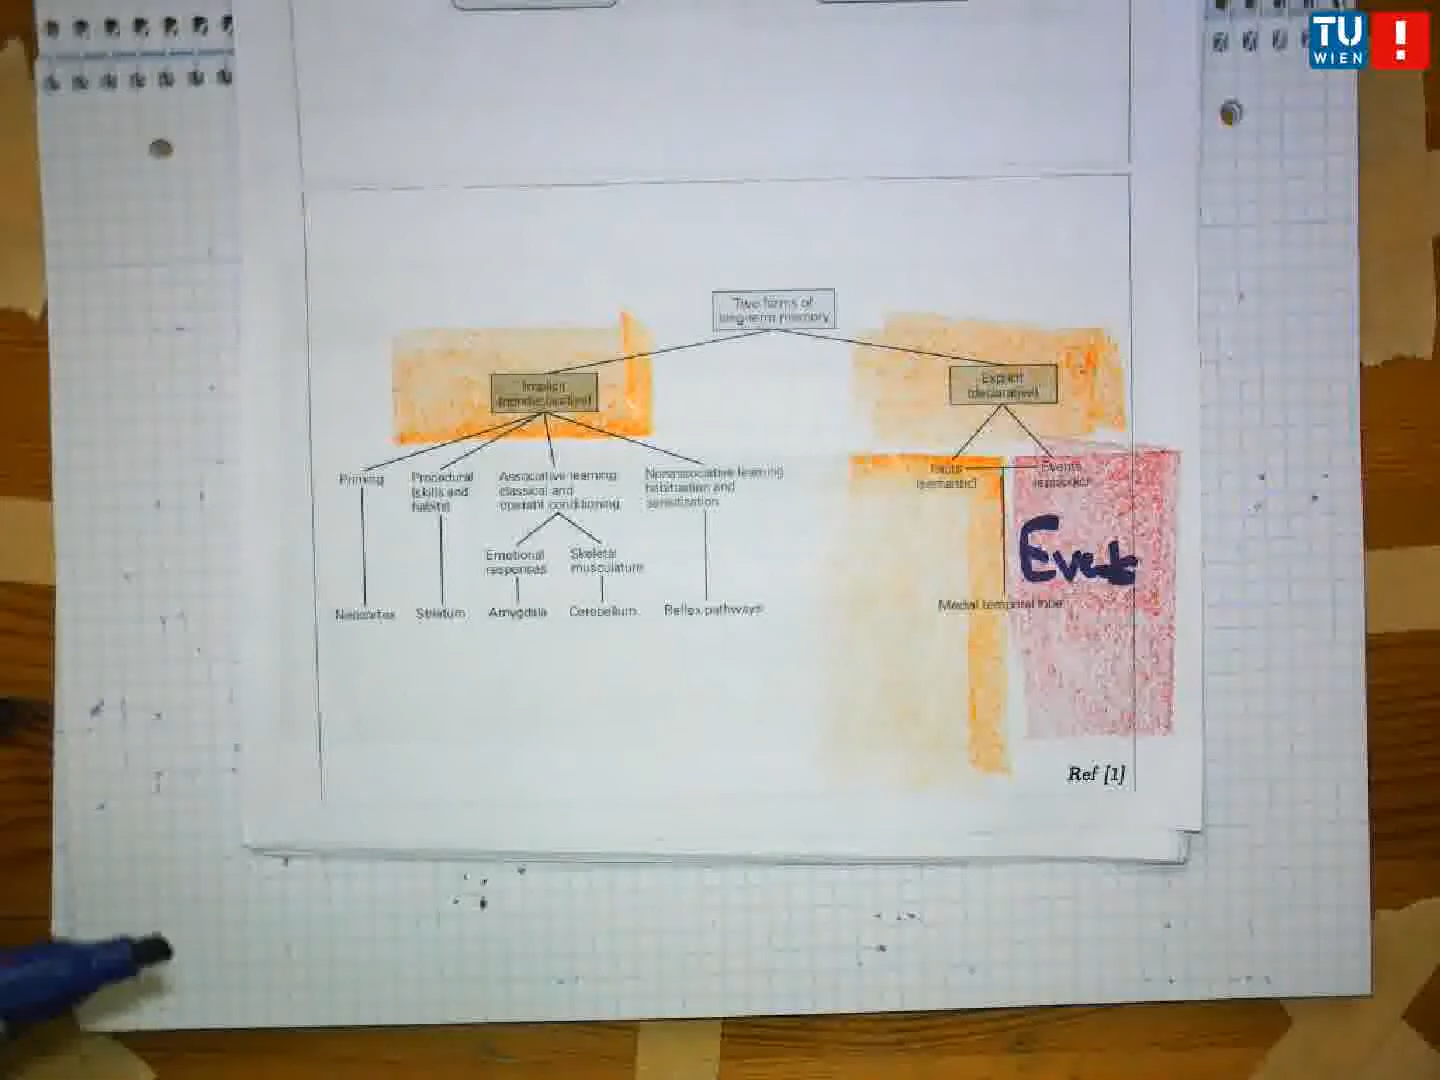 TU
WIEN
!
Two forms of
long-term memory
Implicit
(nondeclarative)
Explicit
(declarative)
Priming
Procedural
(skills and
habits)
Associative learning:
classical and
operant conditioning
Nonassociative learning:
habituation and
sensitization
Facts
(semantic)
Events
(episodic)
Emotional
responses
Skeletal
musculature
Neocortex
Striatum
Amygdala
Cerebellum
Reflex pathways
Medial temporal lobe
Ref [1]